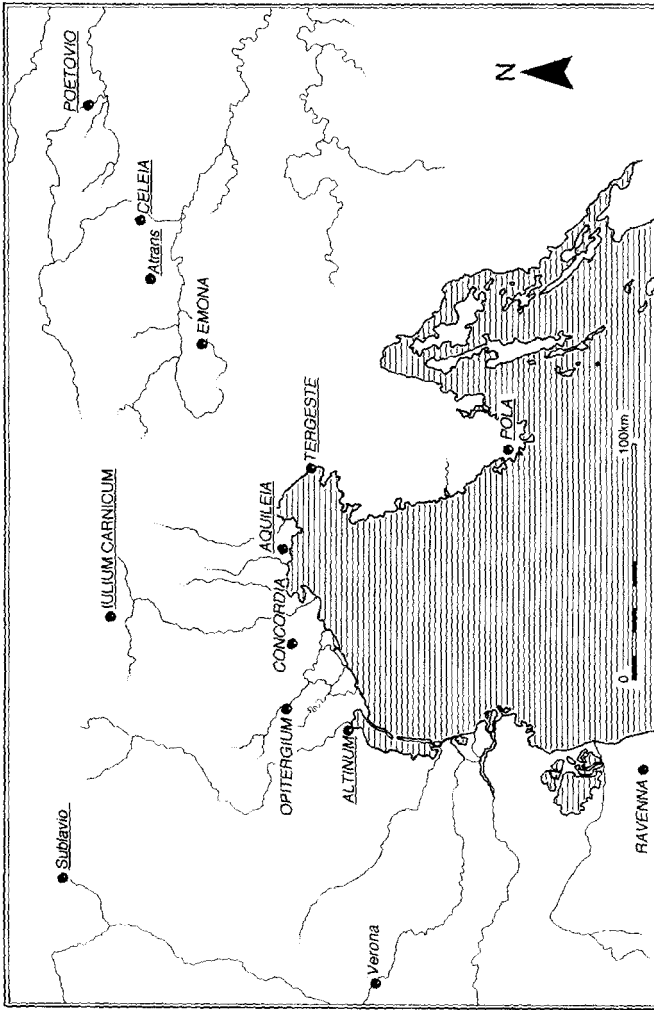 Sublavio
IULIUM CARNICUM
POETOVIO
CELEIA
Atrans
EMONA
TERGESTE
AQUILEIA
CONCORDIA
OPITERGIUM
ALTINUM
Verona
POLA
RAVENNA
N
0 100km